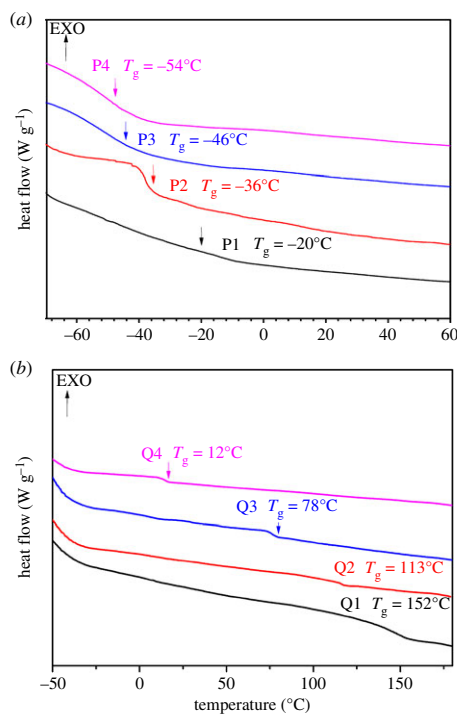 (a)
EXO
P4 Tg = –54°C
P3 Tg = –46°C
P2 Tg = –36°C
P1 Tg = –20°C
heat flow (W g–1)
–60 –40 –20 0 20 40 60
(b)
EXO
Q4 Tg = 12°C
Q3 Tg = 78°C
Q2 Tg = 113°C
Q1 Tg = 152°C
heat flow (W g–1)
–50 0 50 100 150
temperature (°C)